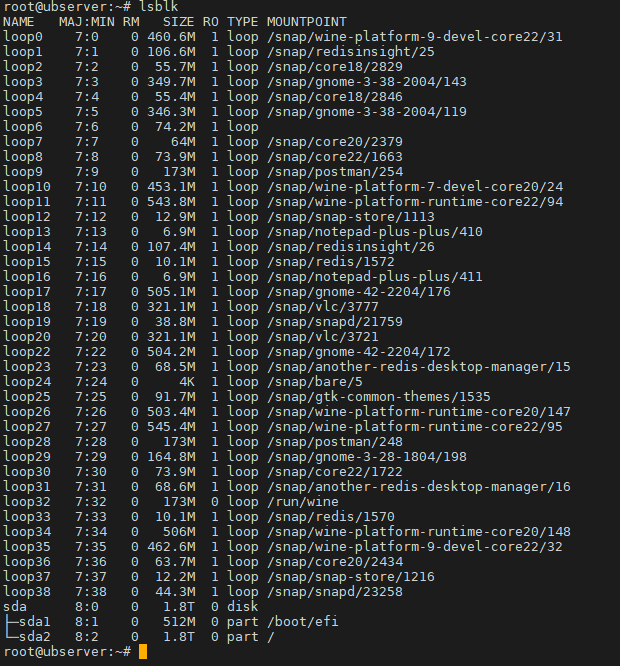 root@ubserver:~# lsblk
NAME   MAJ:MIN RM   SIZE RO TYPE MOUNTPOINT
loop0    7:0    0 460.6M  1 loop /snap/wine-platform-9-devel-core22/31
loop1    7:1    0 106.6M  1 loop /snap/redisinsight/25
loop2    7:2    0  55.7M  1 loop /snap/core18/2829
loop3    7:3    0 349.7M  1 loop /snap/gnome-3-38-2004/143
loop4    7:4    0  55.4M  1 loop /snap/core18/2846
loop5    7:5    0 346.3M  1 loop /snap/gnome-3-38-2004/119
loop6    7:6    0  74.2M  1 loop
loop7    7:7    0    64M  1 loop /snap/core20/2379
loop8    7:8    0  73.9M  1 loop /snap/core22/1663
loop9    7:9    0   173M  1 loop /snap/postman/254
loop10   7:10   0 453.1M  1 loop /snap/wine-platform-7-devel-core20/24
loop11   7:11   0 543.8M  1 loop /snap/wine-platform-runtime-core22/94
loop12   7:12   0  12.9M  1 loop /snap/snap-store/1113
loop13   7:13   0   6.9M  1 loop /snap/notepad-plus-plus/410
loop14   7:14   0 107.4M  1 loop /snap/redisinsight/26
loop15   7:15   0  10.1M  1 loop /snap/redis/1572
loop16   7:16   0   6.9M  1 loop /snap/notepad-plus-plus/411
loop17   7:17   0 505.1M  1 loop /snap/gnome-42-2204/176
loop18   7:18   0 321.1M  1 loop /snap/vlc/3777
loop19   7:19   0  38.8M  1 loop /snap/snapd/21759
loop20   7:20   0 321.1M  1 loop /snap/vlc/3721
loop22   7:22   0 504.2M  1 loop /snap/gnome-42-2204/172
loop23   7:23   0  68.5M  1 loop /snap/another-redis-desktop-manager/15
loop24   7:24   0     4K  1 loop /snap/bare/5
loop25   7:25   0  91.7M  1 loop /snap/gtk-common-themes/1535
loop26   7:26   0 503.4M  1 loop /snap/wine-platform-runtime-core20/147
loop27   7:27   0 545.4M  1 loop /snap/wine-platform-runtime-core22/95
loop28   7:28   0   173M  1 loop /snap/postman/248
loop29   7:29   0 164.8M  1 loop /snap/gnome-3-28-1804/198
loop30   7:30   0  73.9M  1 loop /snap/core22/1722
loop31   7:31   0  68.6M  1 loop /snap/another-redis-desktop-manager/16
loop32   7:32   0   173M  0 loop /run/wine
loop33   7:33   0  10.1M  1 loop /snap/redis/1570
loop34   7:34   0   506M  1 loop /snap/wine-platform-runtime-core20/148
loop35   7:35   0 462.6M  1 loop /snap/wine-platform-9-devel-core22/32
loop36   7:36   0  63.7M  1 loop /snap/core20/2434
loop37   7:37   0  12.2M  1 loop /snap/snap-store/1216
loop38   7:38   0  44.3M  1 loop /snap/snapd/23258
sda      8:0    0   1.8T  0 disk
├─sda1   8:1    0   512M  0 part /boot/efi
└─sda2   8:2    0   1.8T  0 part /
root@ubserver:~#